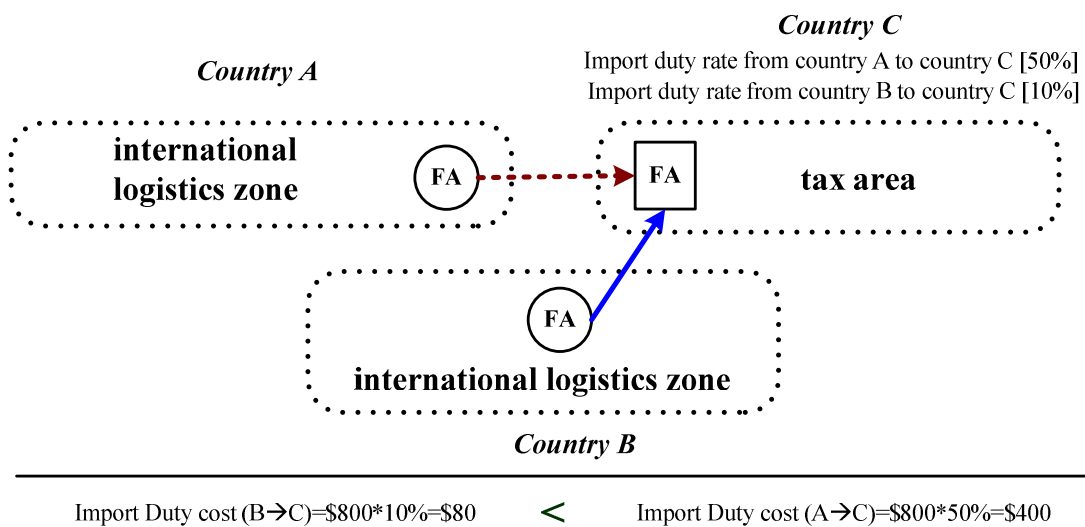 Country C
Import duty rate from country A to country C [50%]
Country A
Import duty rate from country B to country C [10%]
international
logistics zone
FA
FA
tax area
FA
international logistics zone
Country B
Import Duty cost (B→C)=$800*10%=$80 < Import Duty cost (A→C)=$800*50%=$400